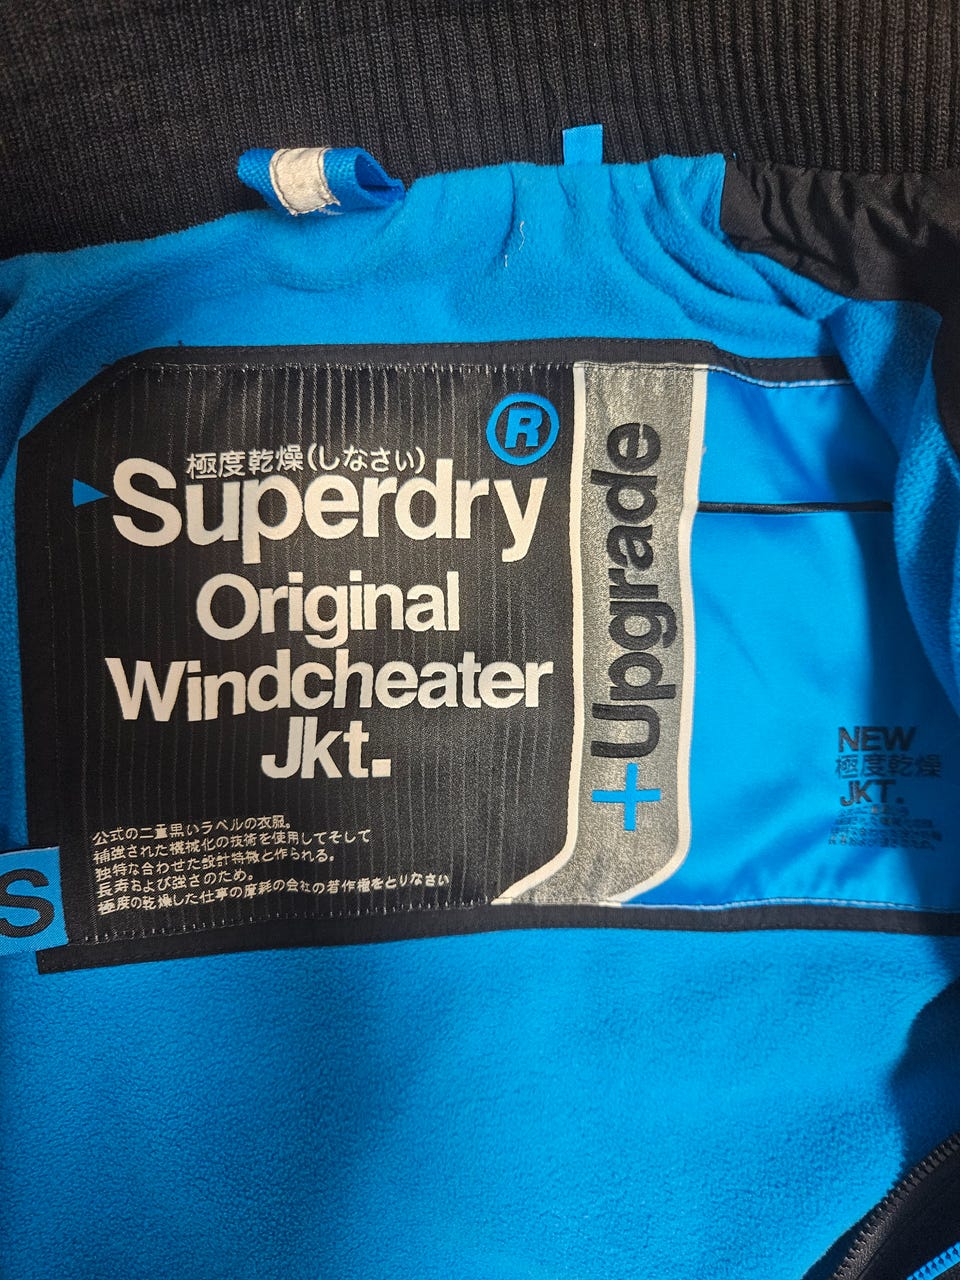 極度乾燥(しなさい)
Superdry®
Original
Windcheater
Jkt.
公式の二重黒いラベルの衣服。
補強された機械化の技術を使用してそして
独特な合わせた設計特徴と作られる。
長寿および強さのため。
極度の乾燥した仕事の摩耗の会社の著作権をとりなさい
+Upgrade
NEW
極度乾燥
JKT.
S